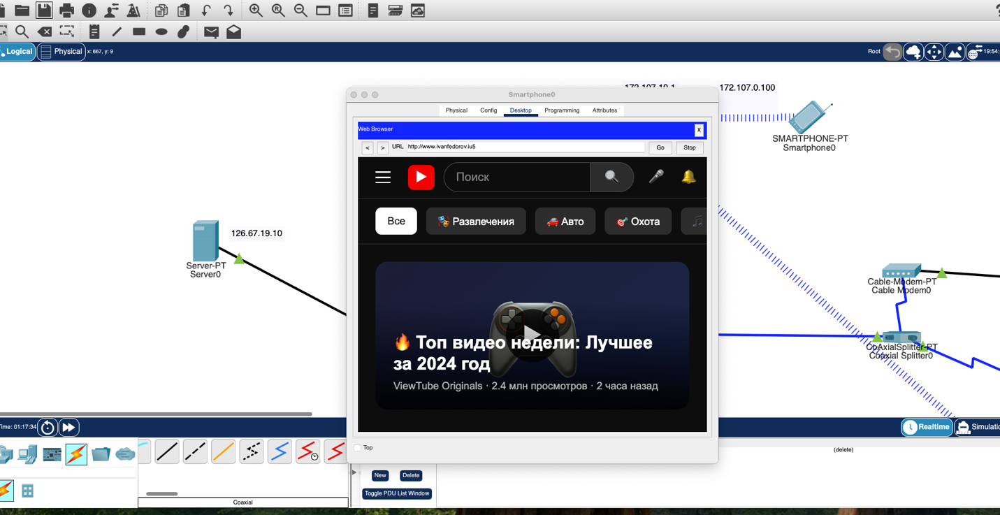 Logical
Physical
x: 667, y: 9
Root
19:54:
172.107.19.1
172.107.0.100
SMARTPHONE-PT
Smartphone0
Smartphone0
Physical
Config
Desktop
Programming
Attributes
Web Browser
X
<
>
URL
http://www.ivanfedorov.iu5
Go
Stop
Поиск
Все
Развлечения
Авто
Охота
126.67.19.10
Server-PT
Server0
Cable-Modem-PT
Cable Modem0
CoAxialSplitter-PT
Coaxial Splitter0
Топ видео недели: Лучшее
за 2024 год
ViewTube Originals · 2.4 млн просмотров · 2 часа назад
Time: 01:17:34
Realtime
Simulatio
Top
(delete)
New
Delete
Toggle PDU List Window
Coaxial